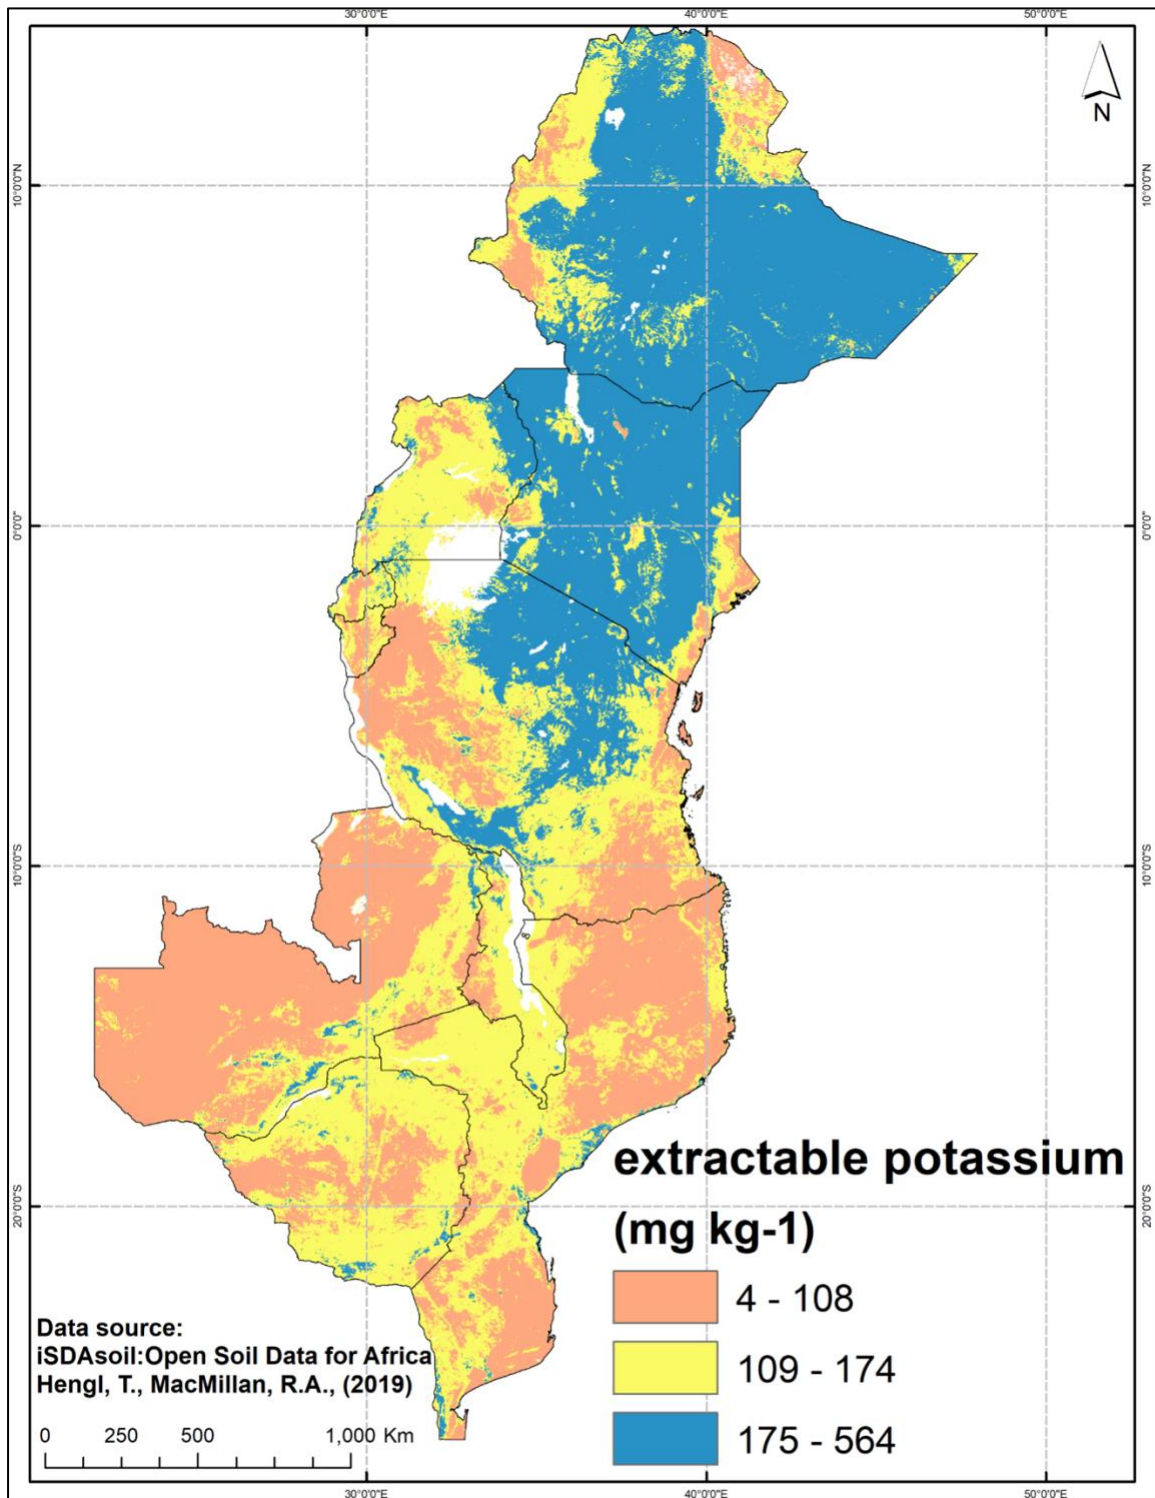 30°0'0"E 40°0'0"E 50°0'0"E
N
10°0'0"N 10°0'0"N
0°0'0" 0°0'0"
10°0'0"S 10°0'0"S
20°0'0"S 20°0'0"S
extractable potassium
(mg kg-1)
4 - 108
109 - 174
175 - 564
Data source:
iSDAsoil:Open Soil Data for Africa
Hengl, T., MacMillan, R.A., (2019)
0 250 500 1,000 Km
30°0'0"E 40°0'0"E 50°0'0"E